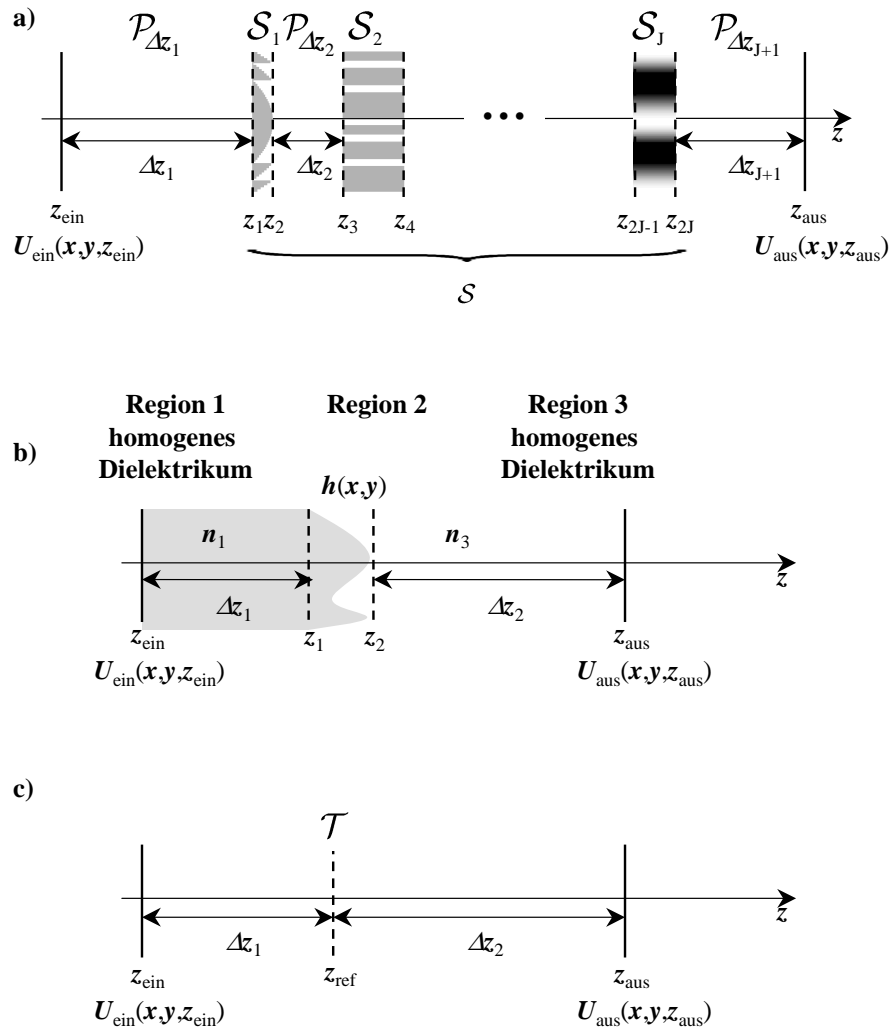 a)
𝒫Δz₁ 𝒮₁ 𝒫Δz₂ 𝒮₂ 𝒮J 𝒫ΔzJ+1
... z
Δz₁ Δz₂ ΔzJ+1
zein z₁ z₂ z₃ z₄ z2J-1 z2J zaus
Uein(x,y,zein) Uaus(x,y,zaus)
𝒮
Region 1 Region 2 Region 3
homogenes homogenes
b)
Dielektrikum Dielektrikum
h(x,y)
n₁ n₃
z
Δz₁ Δz₂
zein z₁ z₂ zaus
Uein(x,y,zein) Uaus(x,y,zaus)
c)
𝒯
z
Δz₁ Δz₂
zein zref zaus
Uein(x,y,zein) Uaus(x,y,zaus)